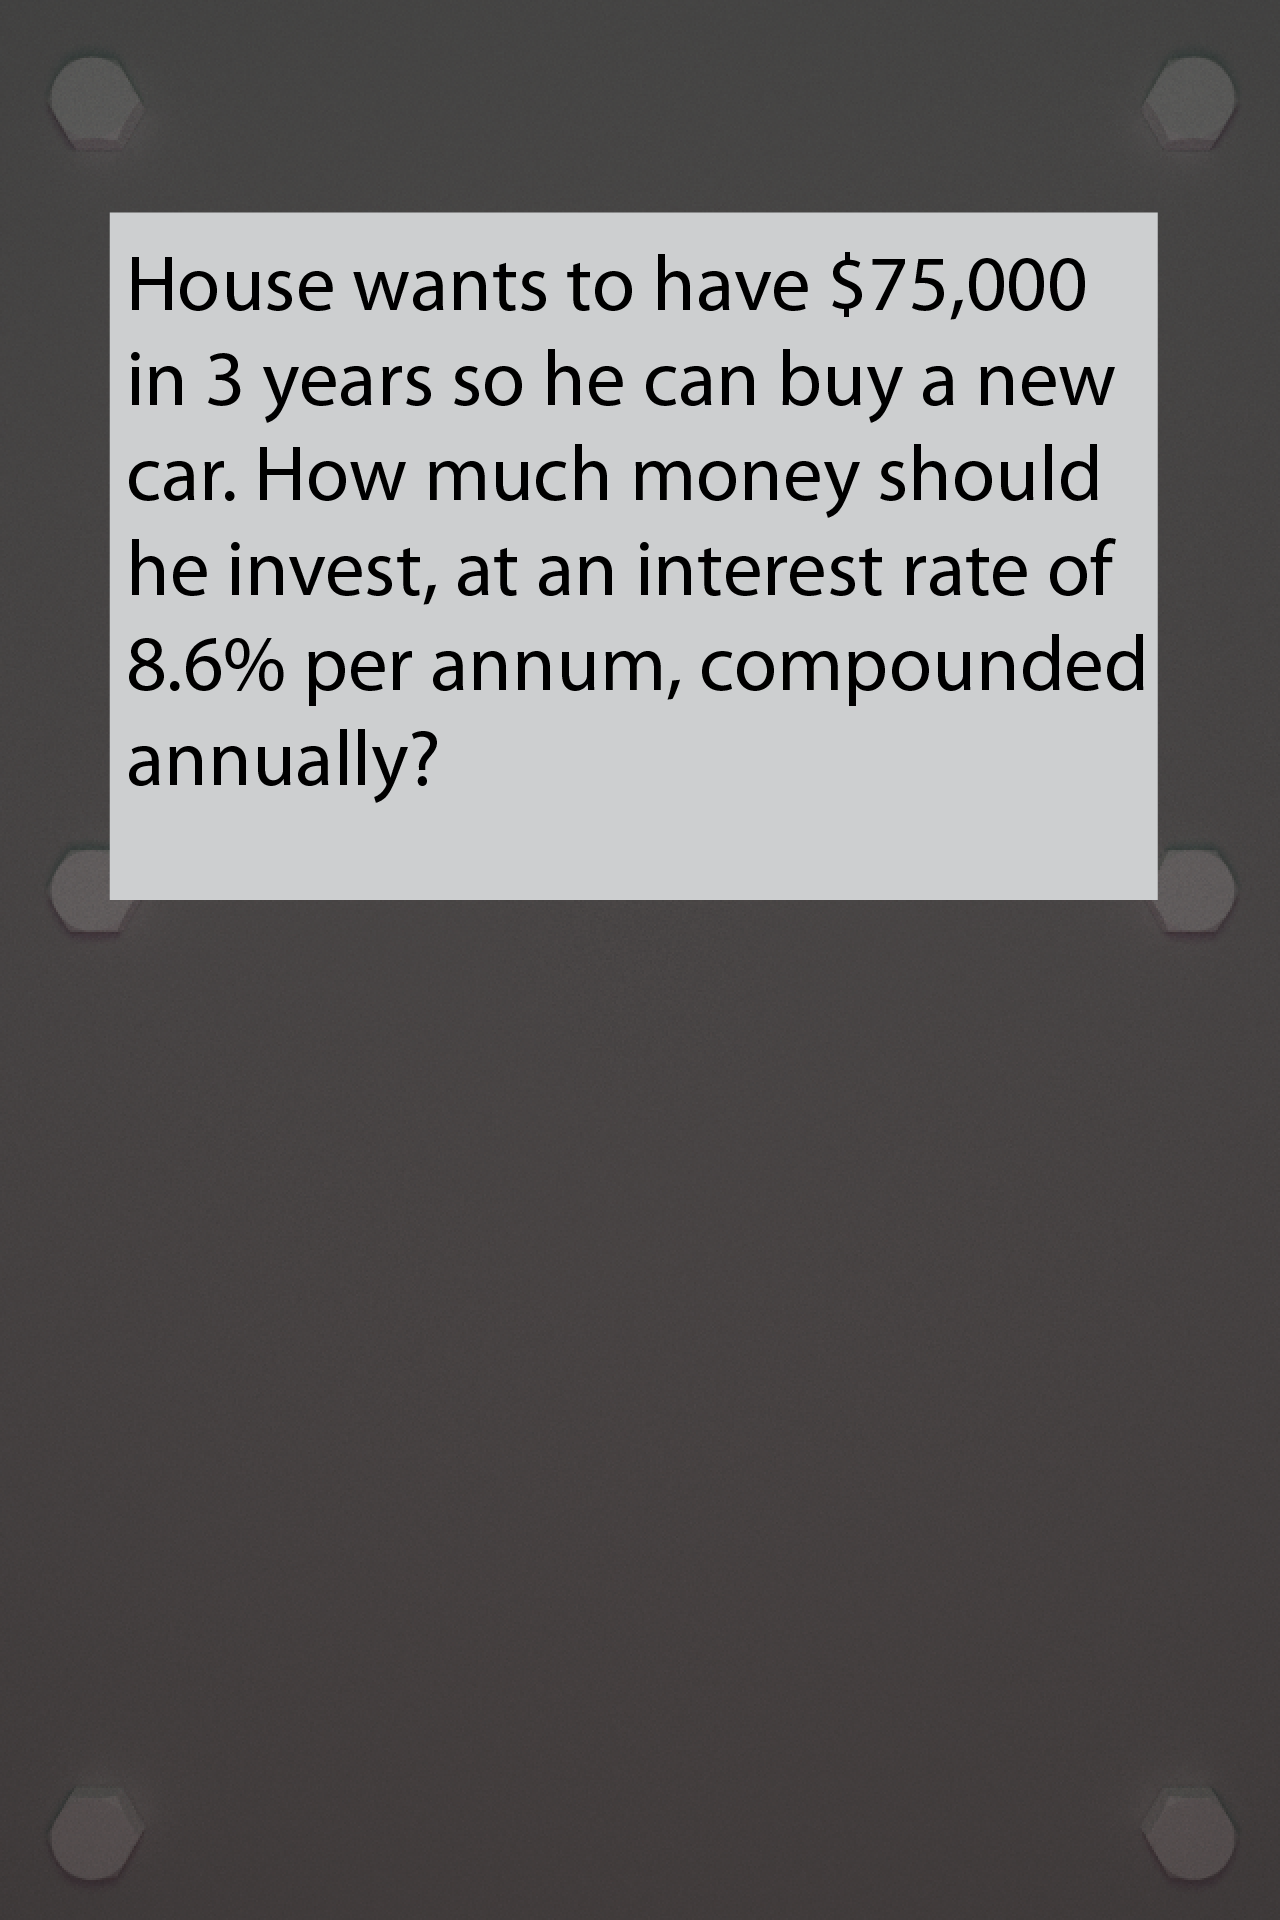 House wants to have $75,000
in 3 years so he can buy a new
car. How much money should
he invest, at an interest rate of
8.6% per annum, compounded
annually?